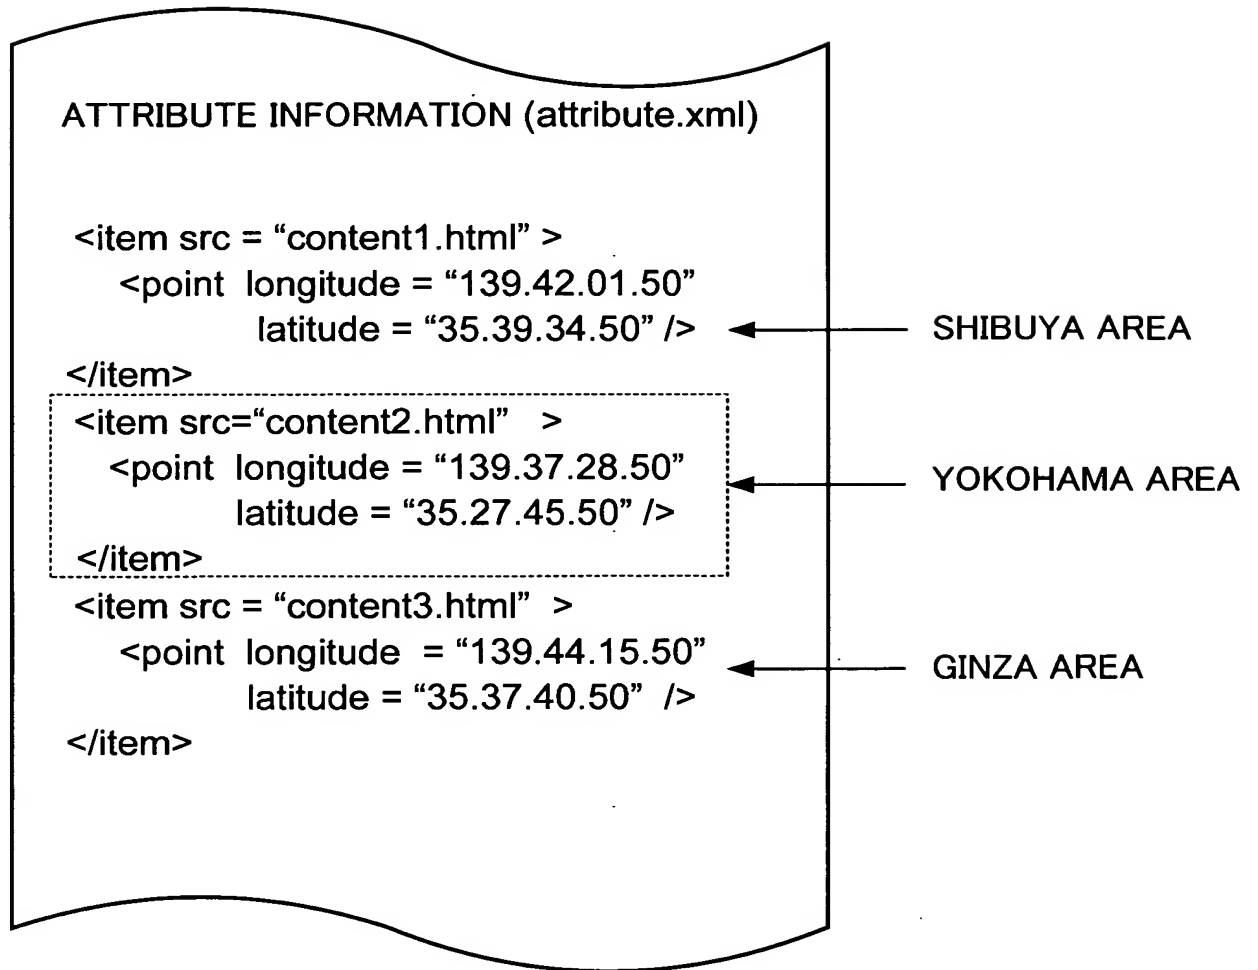 ATTRIBUTE INFORMATION (attribute.xml)
<item src = “content1.html” >
<point longitude = “139.42.01.50”
latitude = “35.39.34.50” />
SHIBUYA AREA
</item>
<item src=“content2.html” >
<point longitude = “139.37.28.50”
YOKOHAMA AREA
latitude = “35.27.45.50” />
</item>
<item src = “content3.html” >
<point longitude = “139.44.15.50”
GINZA AREA
latitude = “35.37.40.50” />
</item>